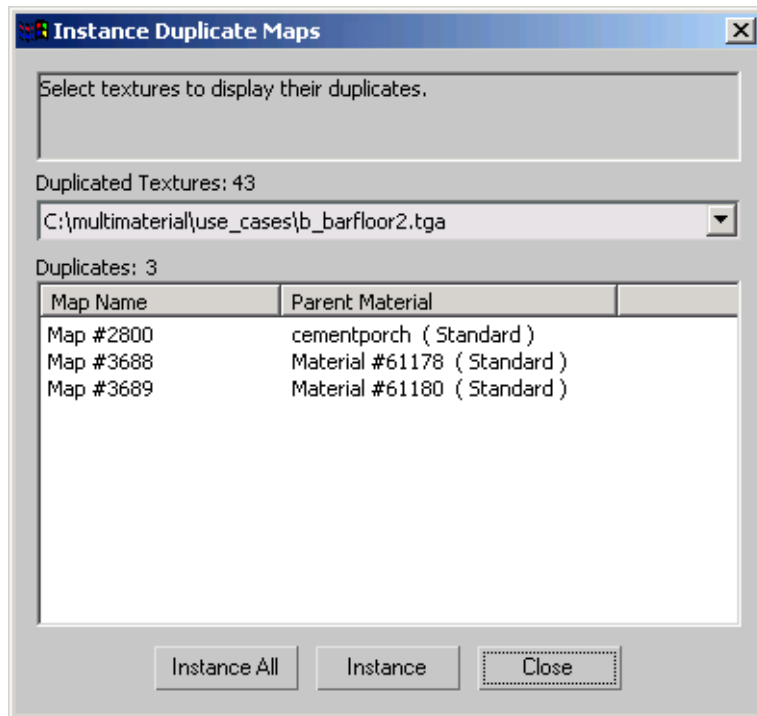 Instance Duplicate Maps
Select textures to display their duplicates.
Duplicated Textures: 43
C:\multimaterial\use_cases\b_barfloor2.tga
Duplicates: 3
Map Name Parent Material
Map #2800 cementporch ( Standard )
Map #3688 Material #61178 ( Standard )
Map #3689 Material #61180 ( Standard )
Instance All Instance Close